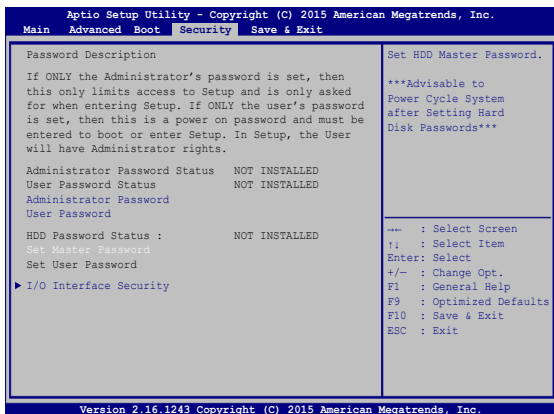 Aptio Setup Utility - Copyright (C) 2015 American Megatrends, Inc.
Main Advanced Boot Security Save & Exit
Password Description
If ONLY the Administrator's password is set, then
this only limits access to Setup and is only asked
for when entering Setup. If ONLY the user's password
is set, then this is a power on password and must be
entered to boot or enter Setup. In Setup, the User
will have Administrator rights.
Administrator Password Status NOT INSTALLED
User Password Status NOT INSTALLED
Administrator Password
User Password
HDD Password Status : NOT INSTALLED
Set Master Password
Set User Password
I/O Interface Security
Set HDD Master Password.
***Advisable to
Power Cycle System
after Setting Hard
Disk Passwords***
→← : Select Screen
↑↓ : Select Item
Enter: Select
+/— : Change Opt.
F1 : General Help
F9 : Optimized Defaults
F10 : Save & Exit
ESC : Exit
Version 2.16.1243 Copyright (C) 2015 American Megatrends, Inc.